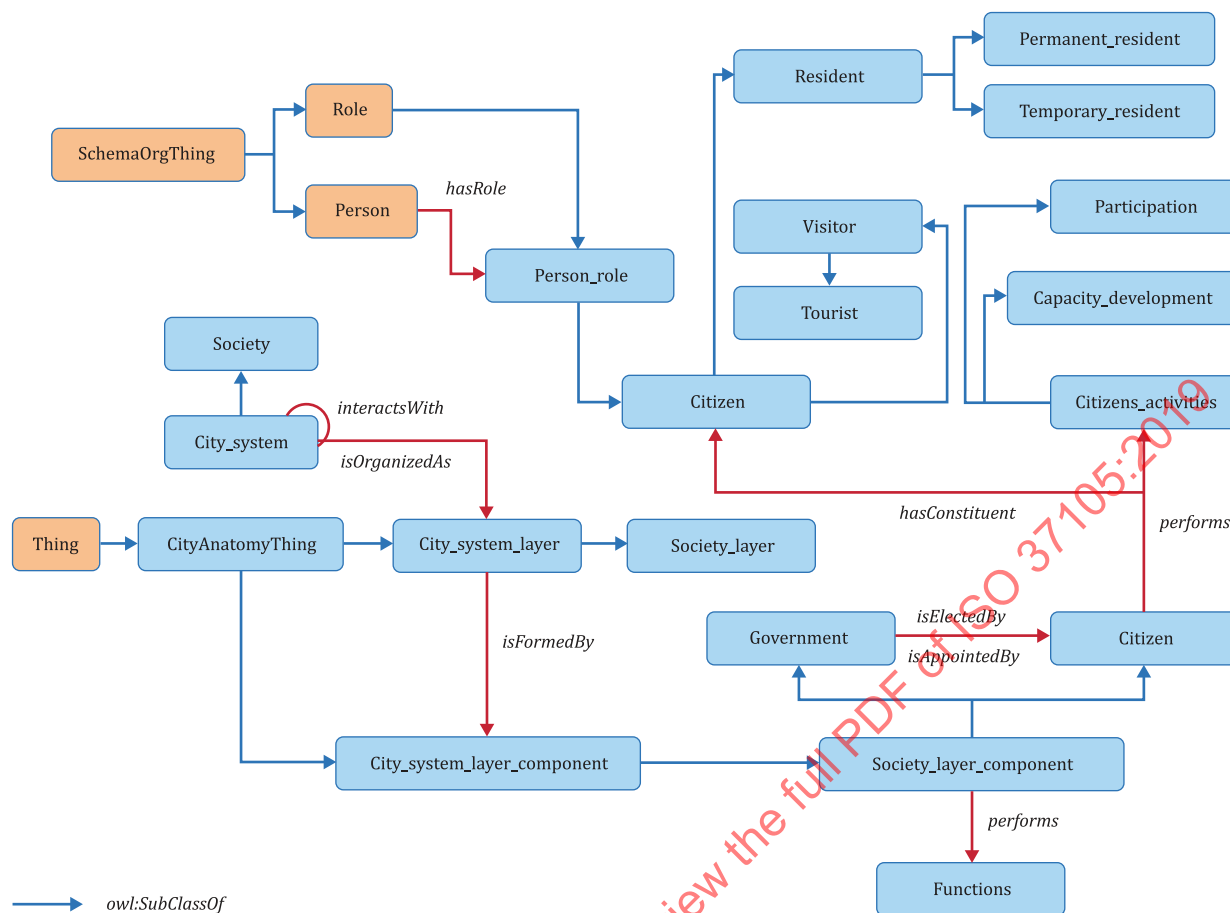 Permanent_resident
Resident
Temporary_resident
Role
SchemaOrgThing
hasRole
Person
Participation
Visitor
Person_role
Capacity_development
Tourist
Society
Citizen
Citizens_activities
interactsWith
City_system
isOrganizedAs
hasConstituent
performs
Thing
CityAnatomyThing
City_system_layer
Society_layer
isElectedBy
Government
Citizen
isFormedBy
isAppointedBy
City_system_layer_component
Society_layer_component
performs
Functions
owl:SubClassOf
iew the full PDF of ISO 37105:2019